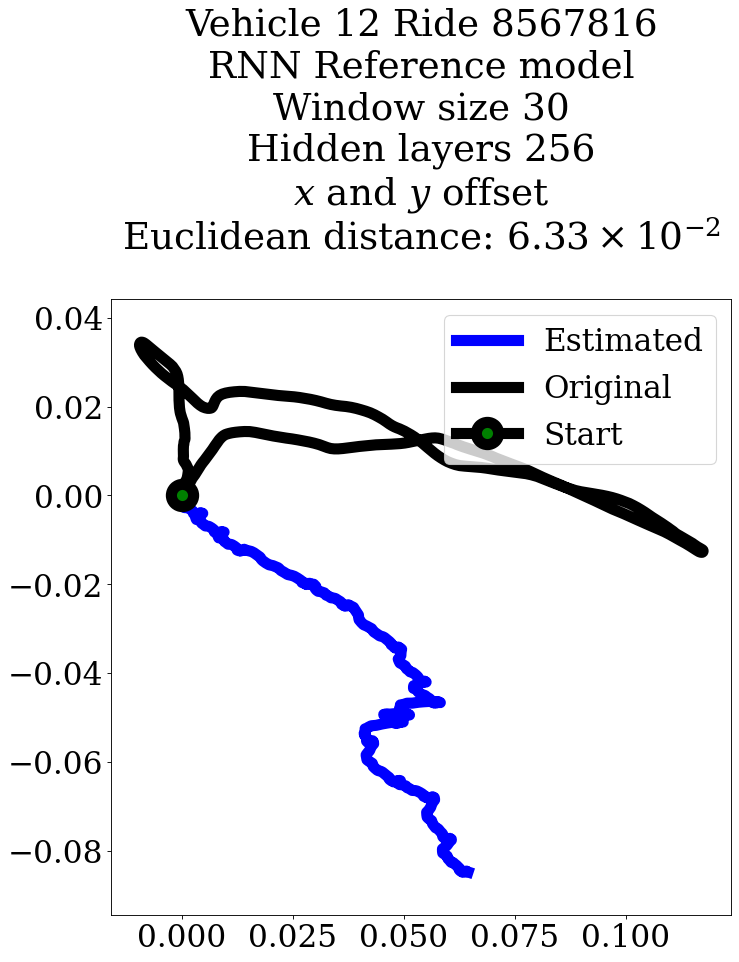 Vehicle 12 Ride 8567816
RNN Reference model
Window size 30
Hidden layers 256
x and y offset
Euclidean distance: 6.33 × 10⁻²
Estimated
Original
Start
0.04
0.02
0.00
−0.02
−0.04
−0.06
−0.08
0.000 0.025 0.050 0.075 0.100